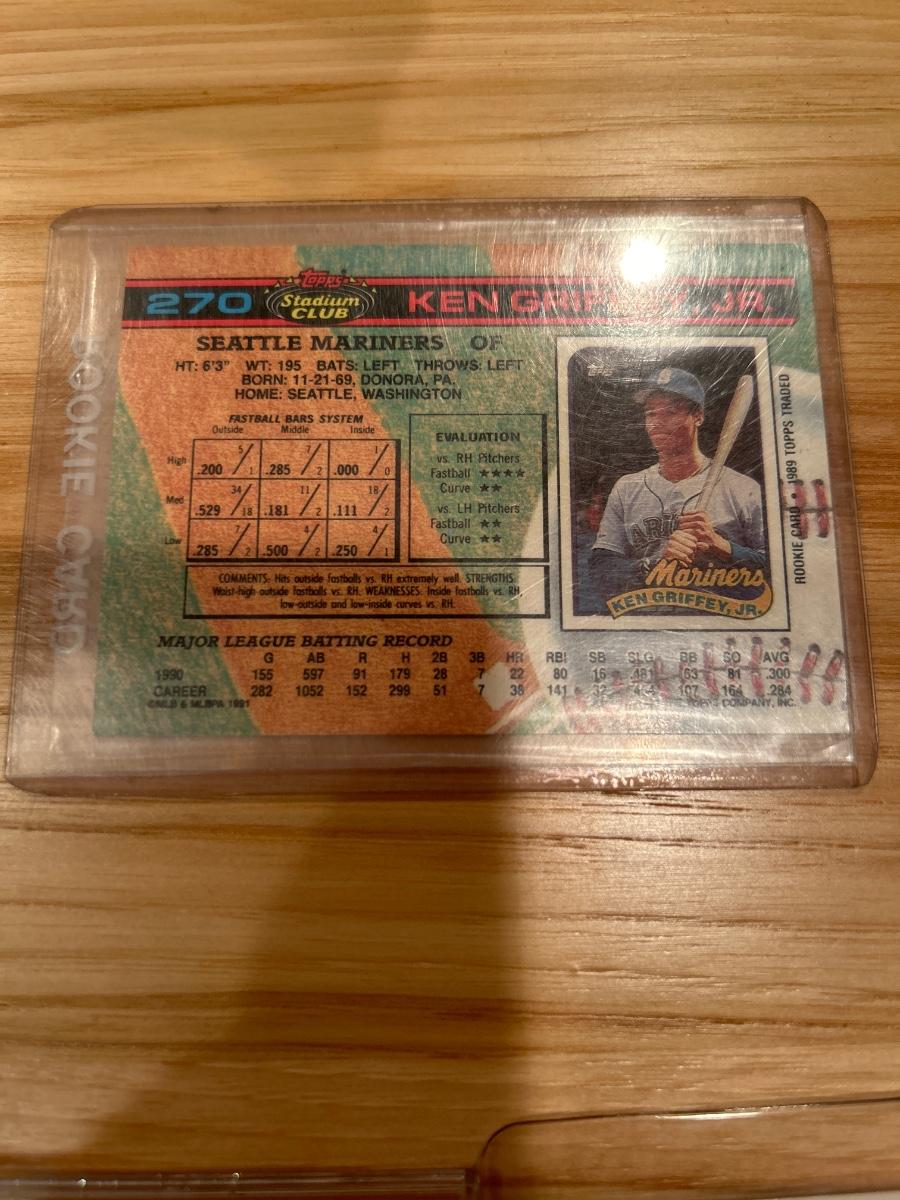 270
Topps
Stadium
CLUB
KEN GRIFFEY, JR.
SEATTLE MARINERS OF
HT: 6'3" WT: 195 BATS: LEFT THROWS: LEFT
BORN: 11-21-69, DONORA, PA.
HOME: SEATTLE, WASHINGTON
FASTBALL BARS SYSTEM
Outside Middle Inside
High .200 5/1 .285 7/2 .000 1/0
Med .529 34/18 .181 11/2 .111 18/2
Low .285 7/2 .500 4/2 .250 4/1
EVALUATION
vs. RH Pitchers
Fastball ★★★★
Curve ★★
vs. LH Pitchers
Fastball ★★
Curve ★★
COMMENTS: Hits outside fastballs vs. RH extremely well. STRENGTHS:
Waist-high outside fastballs vs. RH. WEAKNESSES: Inside fastballs vs. RH,
low-outside and low-inside curves vs. RH.
Topps
Mariners
KEN GRIFFEY, JR.
ROOKIE CARD • 1989 TOPPS TRADED
MAJOR LEAGUE BATTING RECORD
G AB R H 2B 3B HR RBI SB SLG BB SO AVG
1990 155 597 91 179 28 7 22 80 16 .481 63 81 .300
CAREER 282 1052 152 299 51 7 38 141 32 107 164 .284
©MLB & MLBPA 1991
TOPPS COMPANY, INC.
ROOKIE CARD